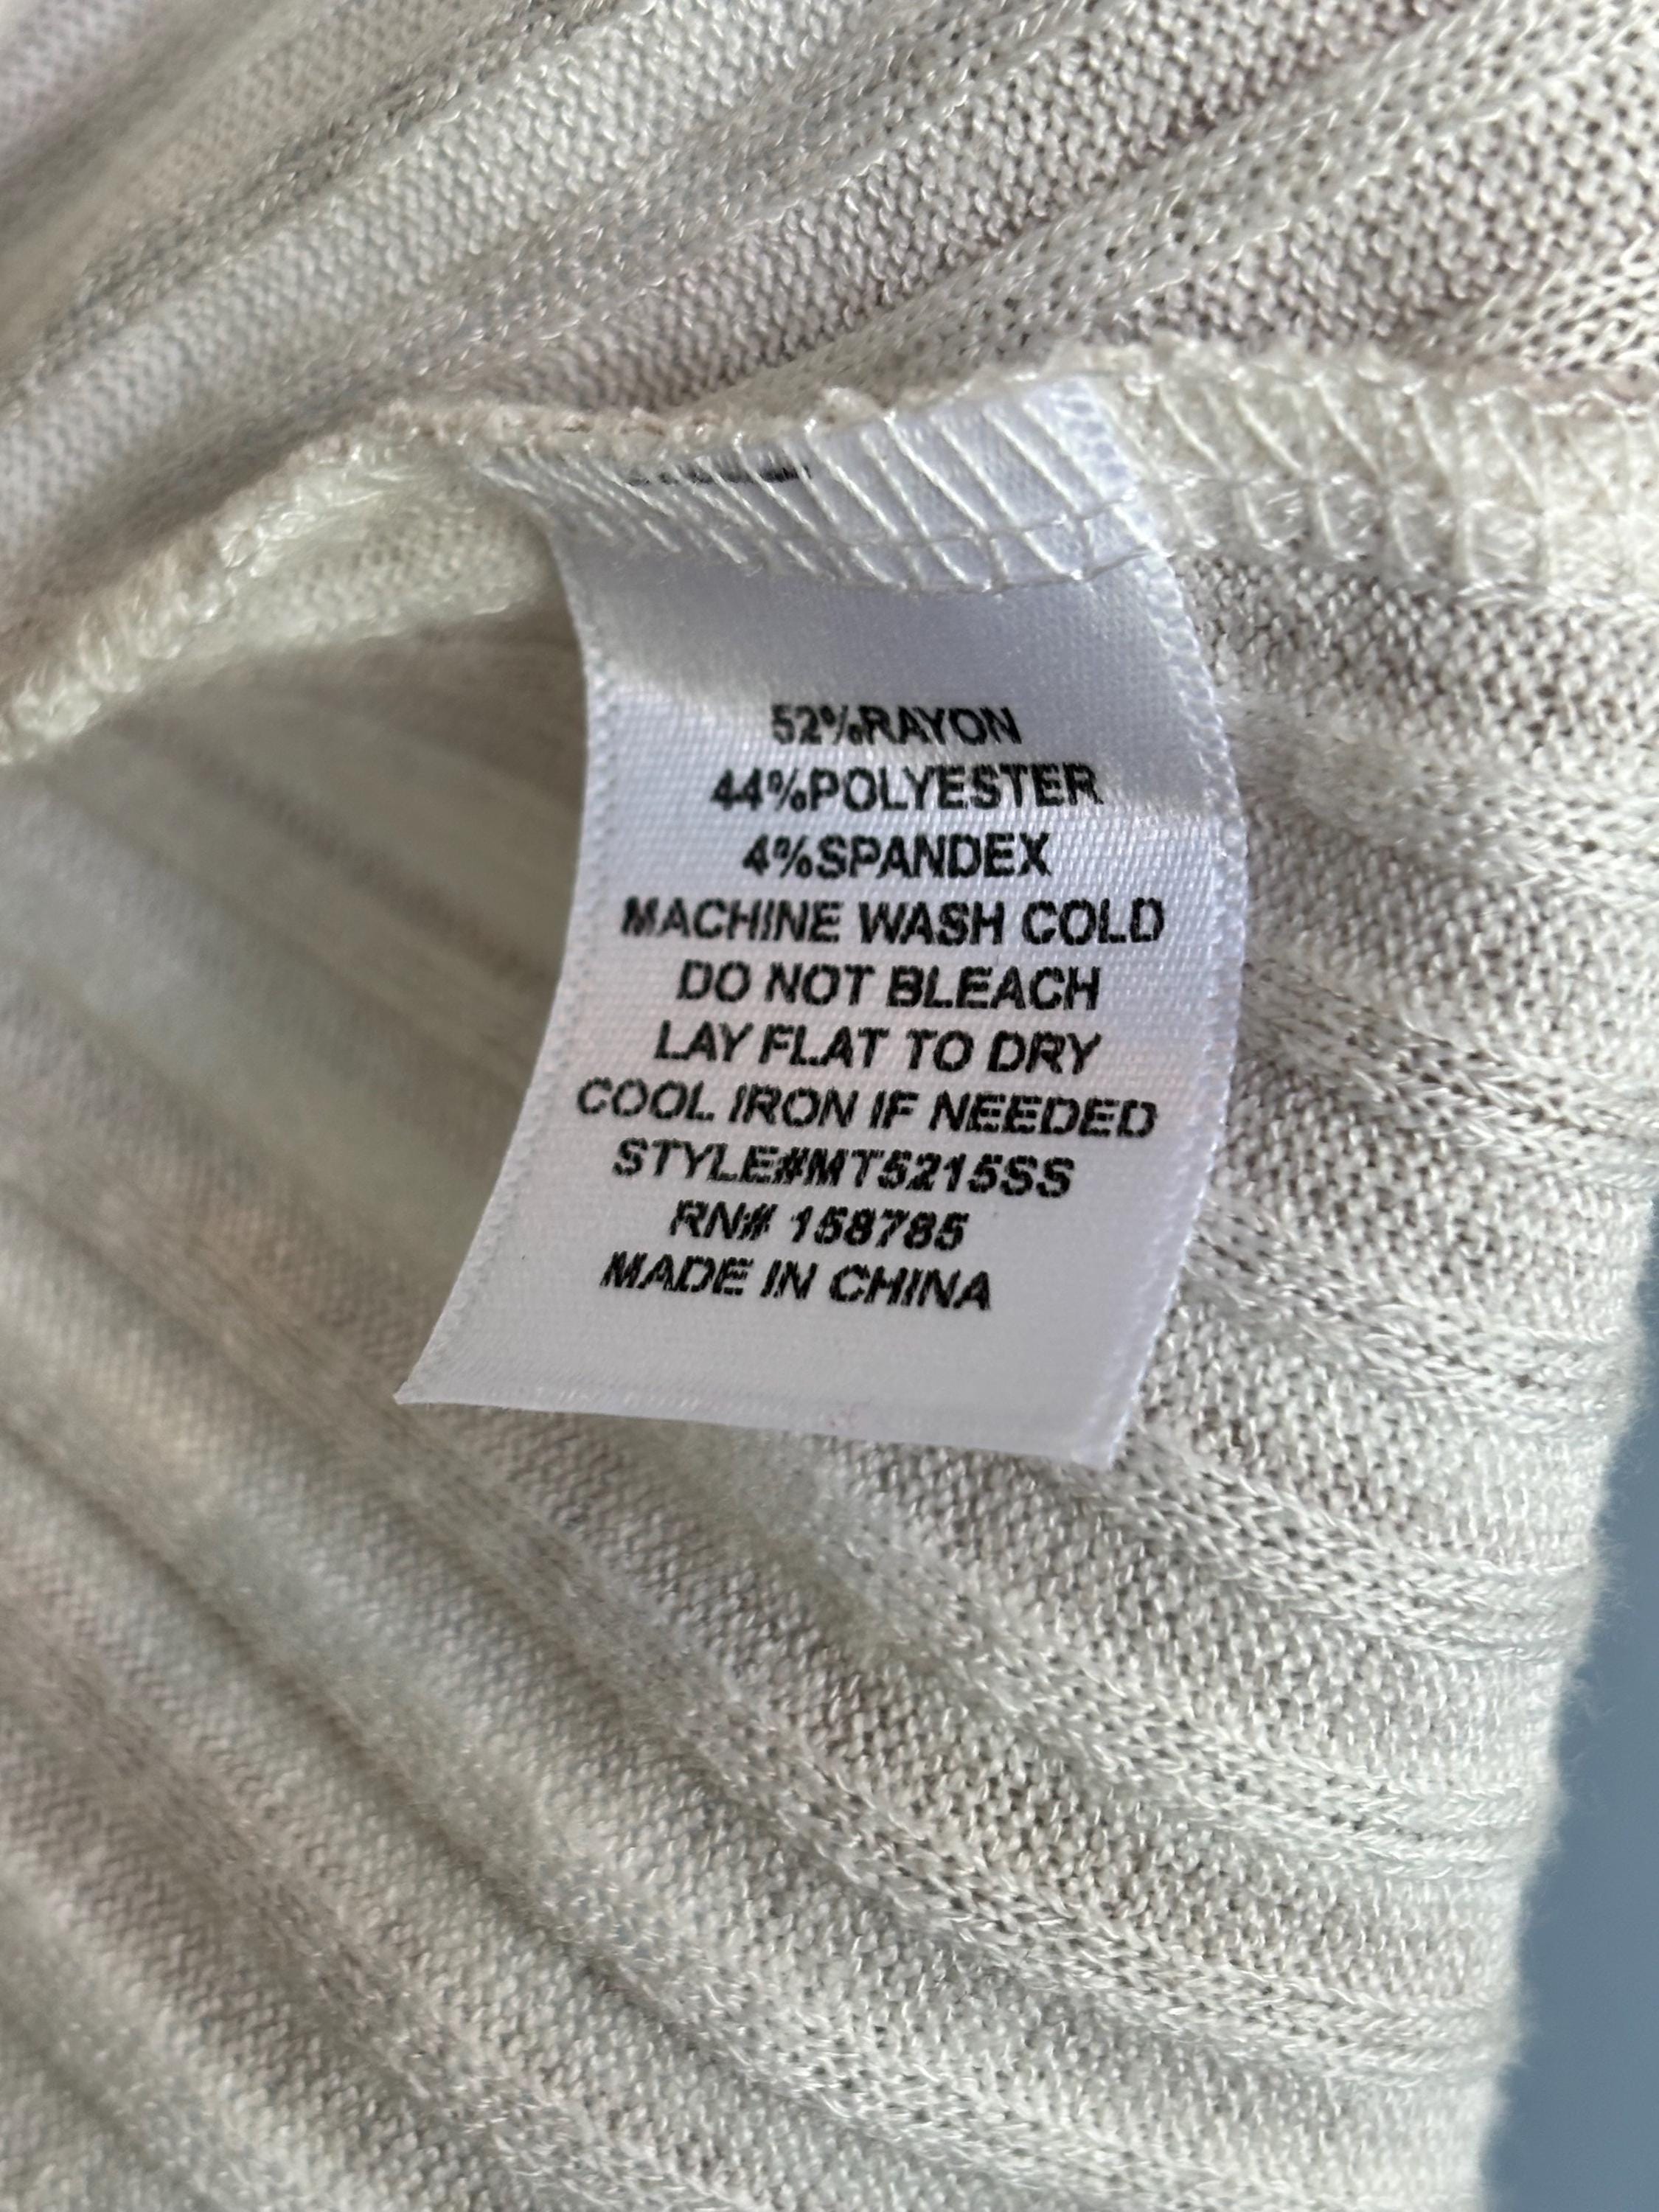 52%RAYON
44%POLYESTER
4%SPANDEX
MACHINE WASH COLD
DO NOT BLEACH
LAY FLAT TO DRY
COOL IRON IF NEEDED
STYLE#MT5215SS
RN# 158785
MADE IN CHINA